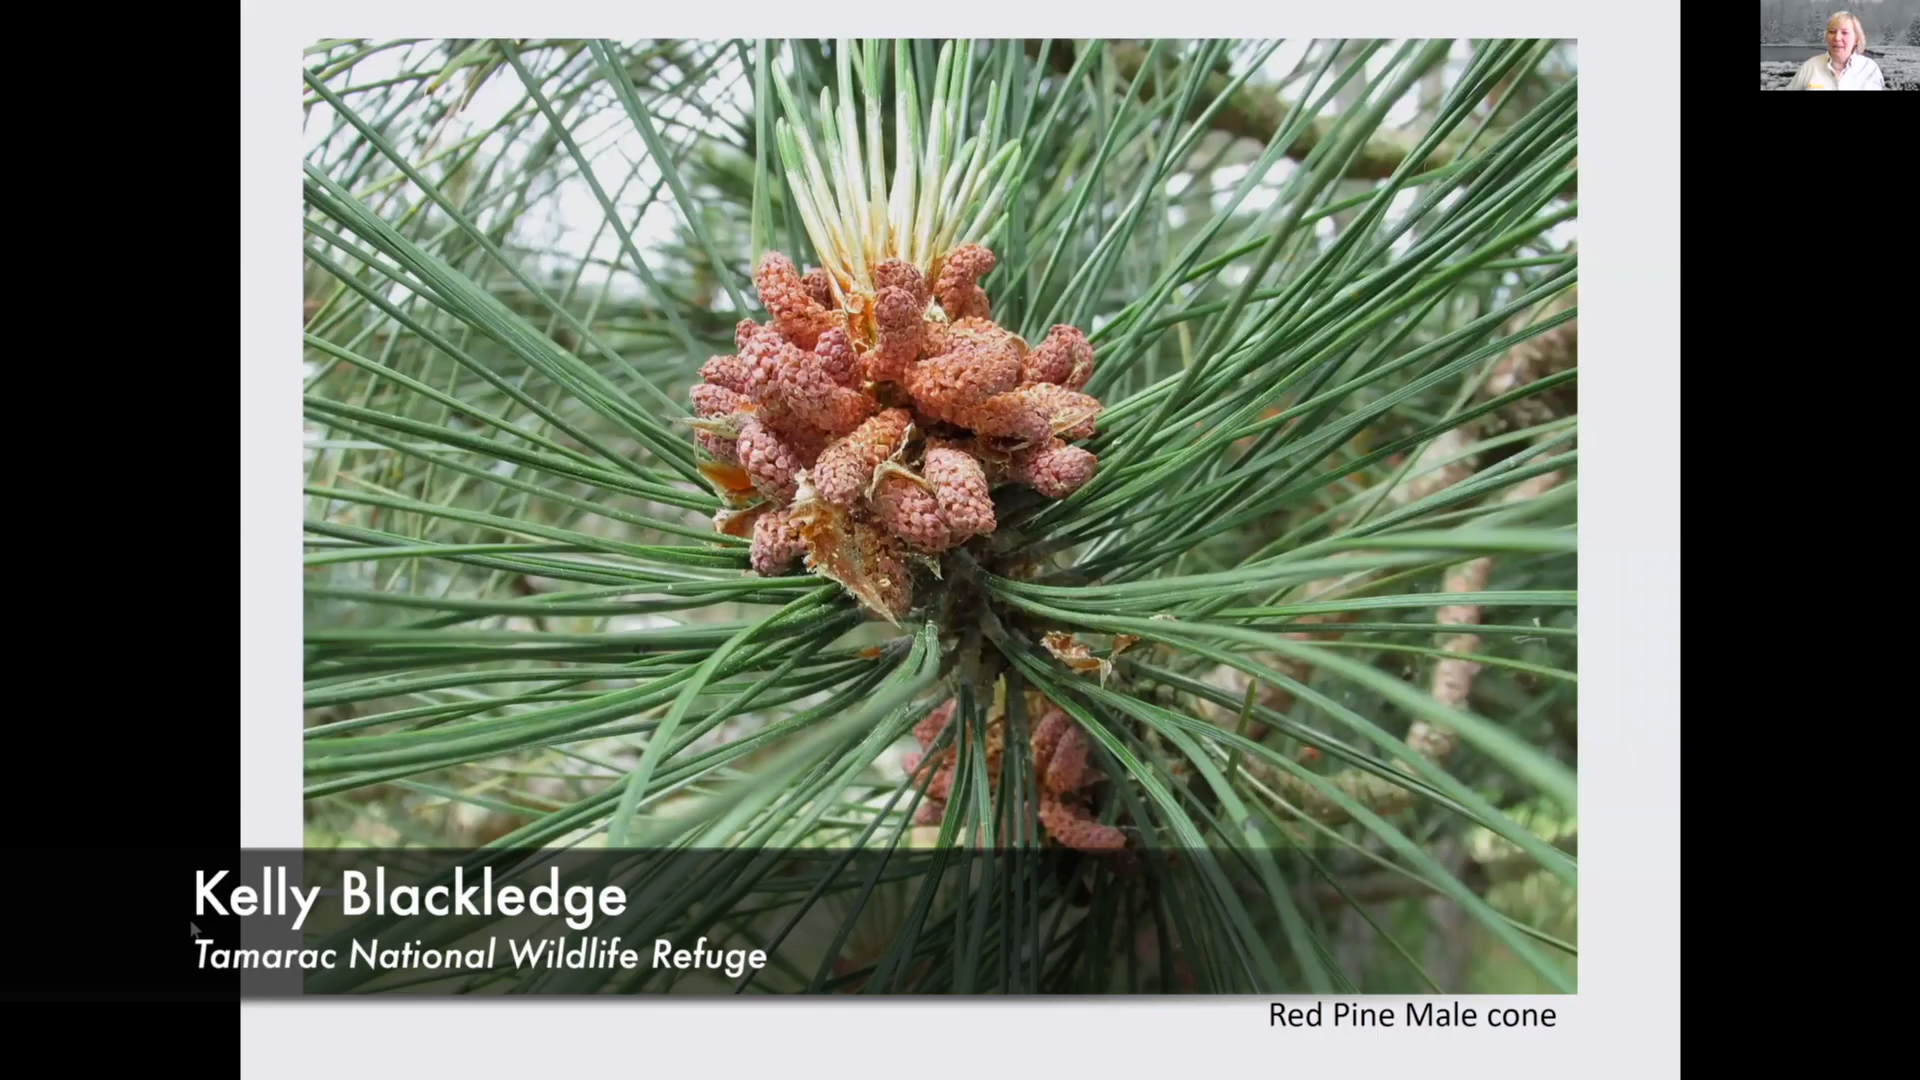 Kelly Blackledge
Tamarac National Wildlife Refuge
Red Pine Male cone